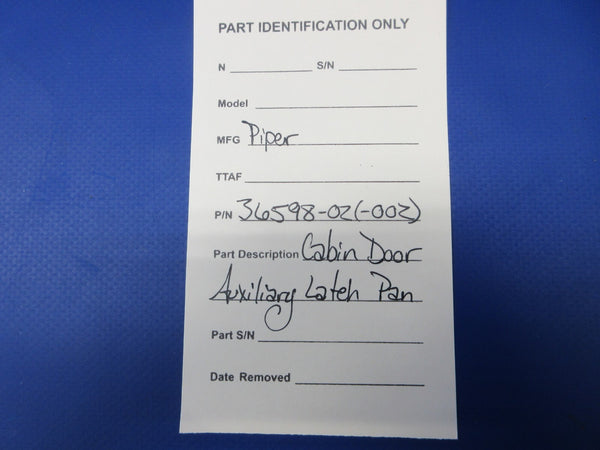 PART IDENTIFICATION ONLY
N S/N
Model
MFG Piper
TTAF
P/N 36598-02(-002)
Part Description Cabin Door
Auxiliary Latch Pan
Part S/N
Date Removed